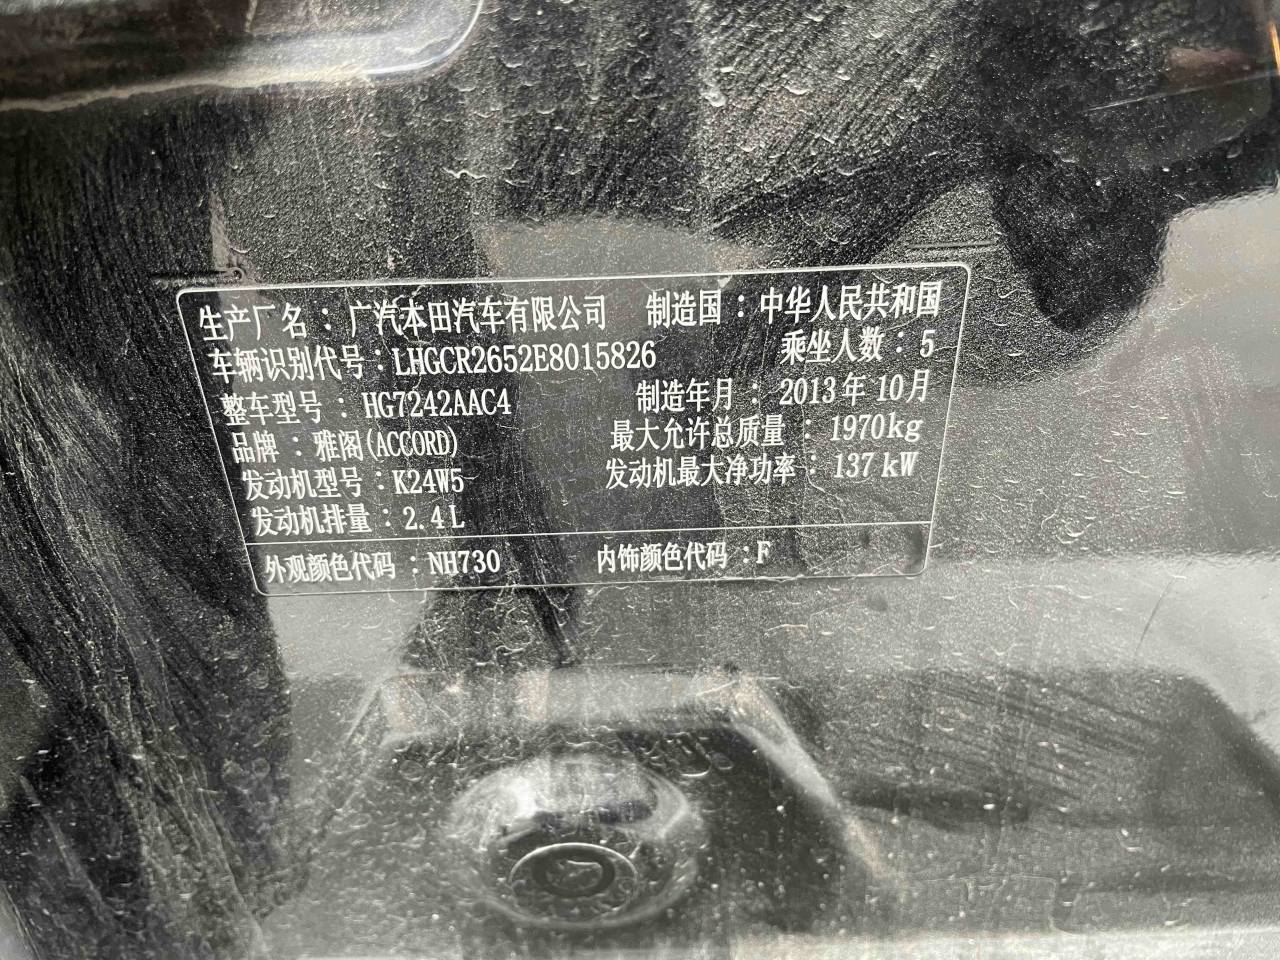 生产厂名：广汽本田汽车有限公司 制造国：中华人民共和国
车辆识别代号：LHGCR2652E8015826 乘坐人数：5
整车型号：HG7242AAC4 制造年月：2013年10月
品牌：雅阁(ACCORD) 最大允许总质量：1970kg
发动机型号：K24W5 发动机最大净功率：137kW
发动机排量：2.4L
外观颜色代码：NH730 内饰颜色代码：F